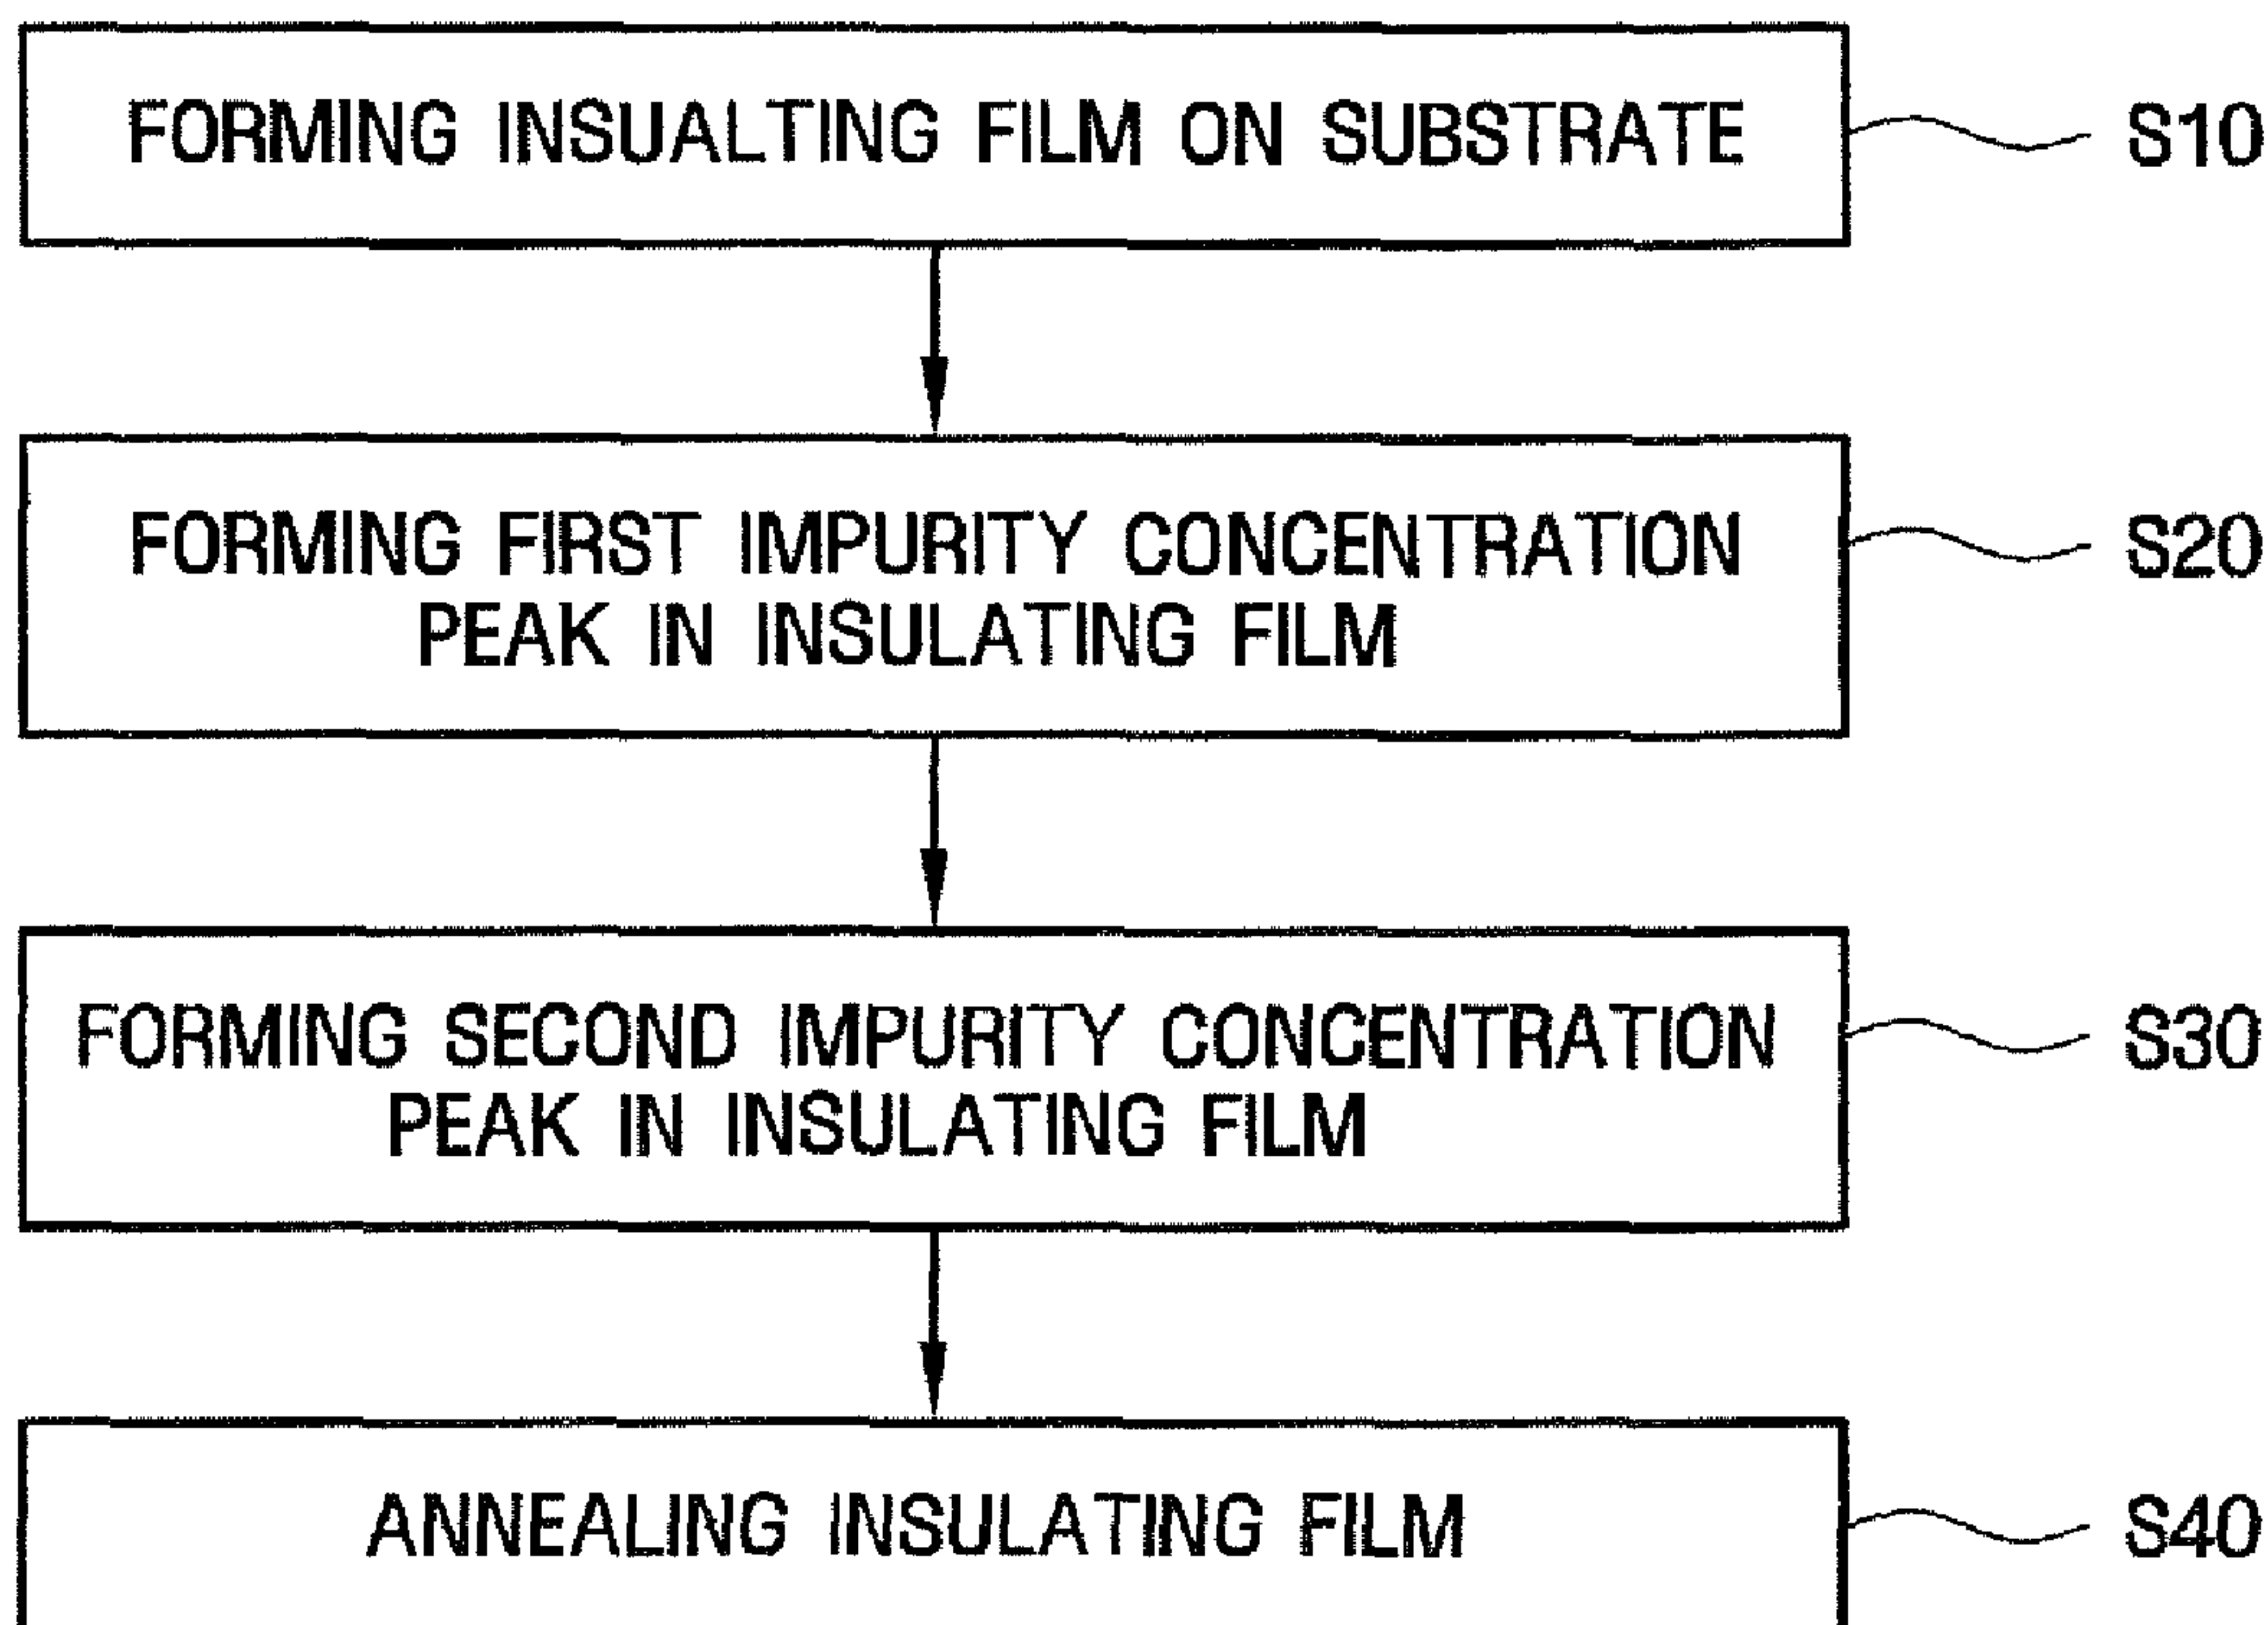 FORMING INSUALTING FILM ON SUBSTRATE
S10
FORMING FIRST IMPURITY CONCENTRATION
PEAK IN INSULATING FILM
S20
FORMING SECOND IMPURITY CONCENTRATION
PEAK IN INSULATING FILM
S30
ANNEALING INSULATING FILM
S40